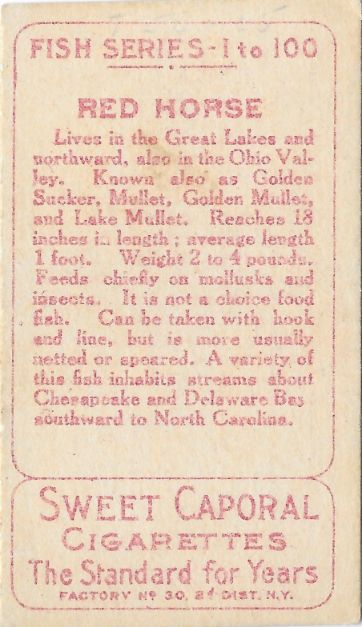 FISH SERIES - 1 to 100
RED HORSE
Lives in the Great Lakes and
northward, also in the Ohio Val-
ley. Known also as Golden
Sucker, Mullet, Golden Mullet,
and Lake Mullet. Reaches 18
inches in length; average length
1 foot. Weight 2 to 4 pounds.
Feeds chiefly on mollusks and
insects. It is not a choice food
fish. Can be taken with hook
and line, but is more usually
netted or speared. A variety of
this fish inhabits streams about
Chesapeake and Delaware Bay
southward to North Carolina.
SWEET CAPORAL
CIGARETTES
The Standard for Years
FACTORY No 30, 2d DIST. N.Y.